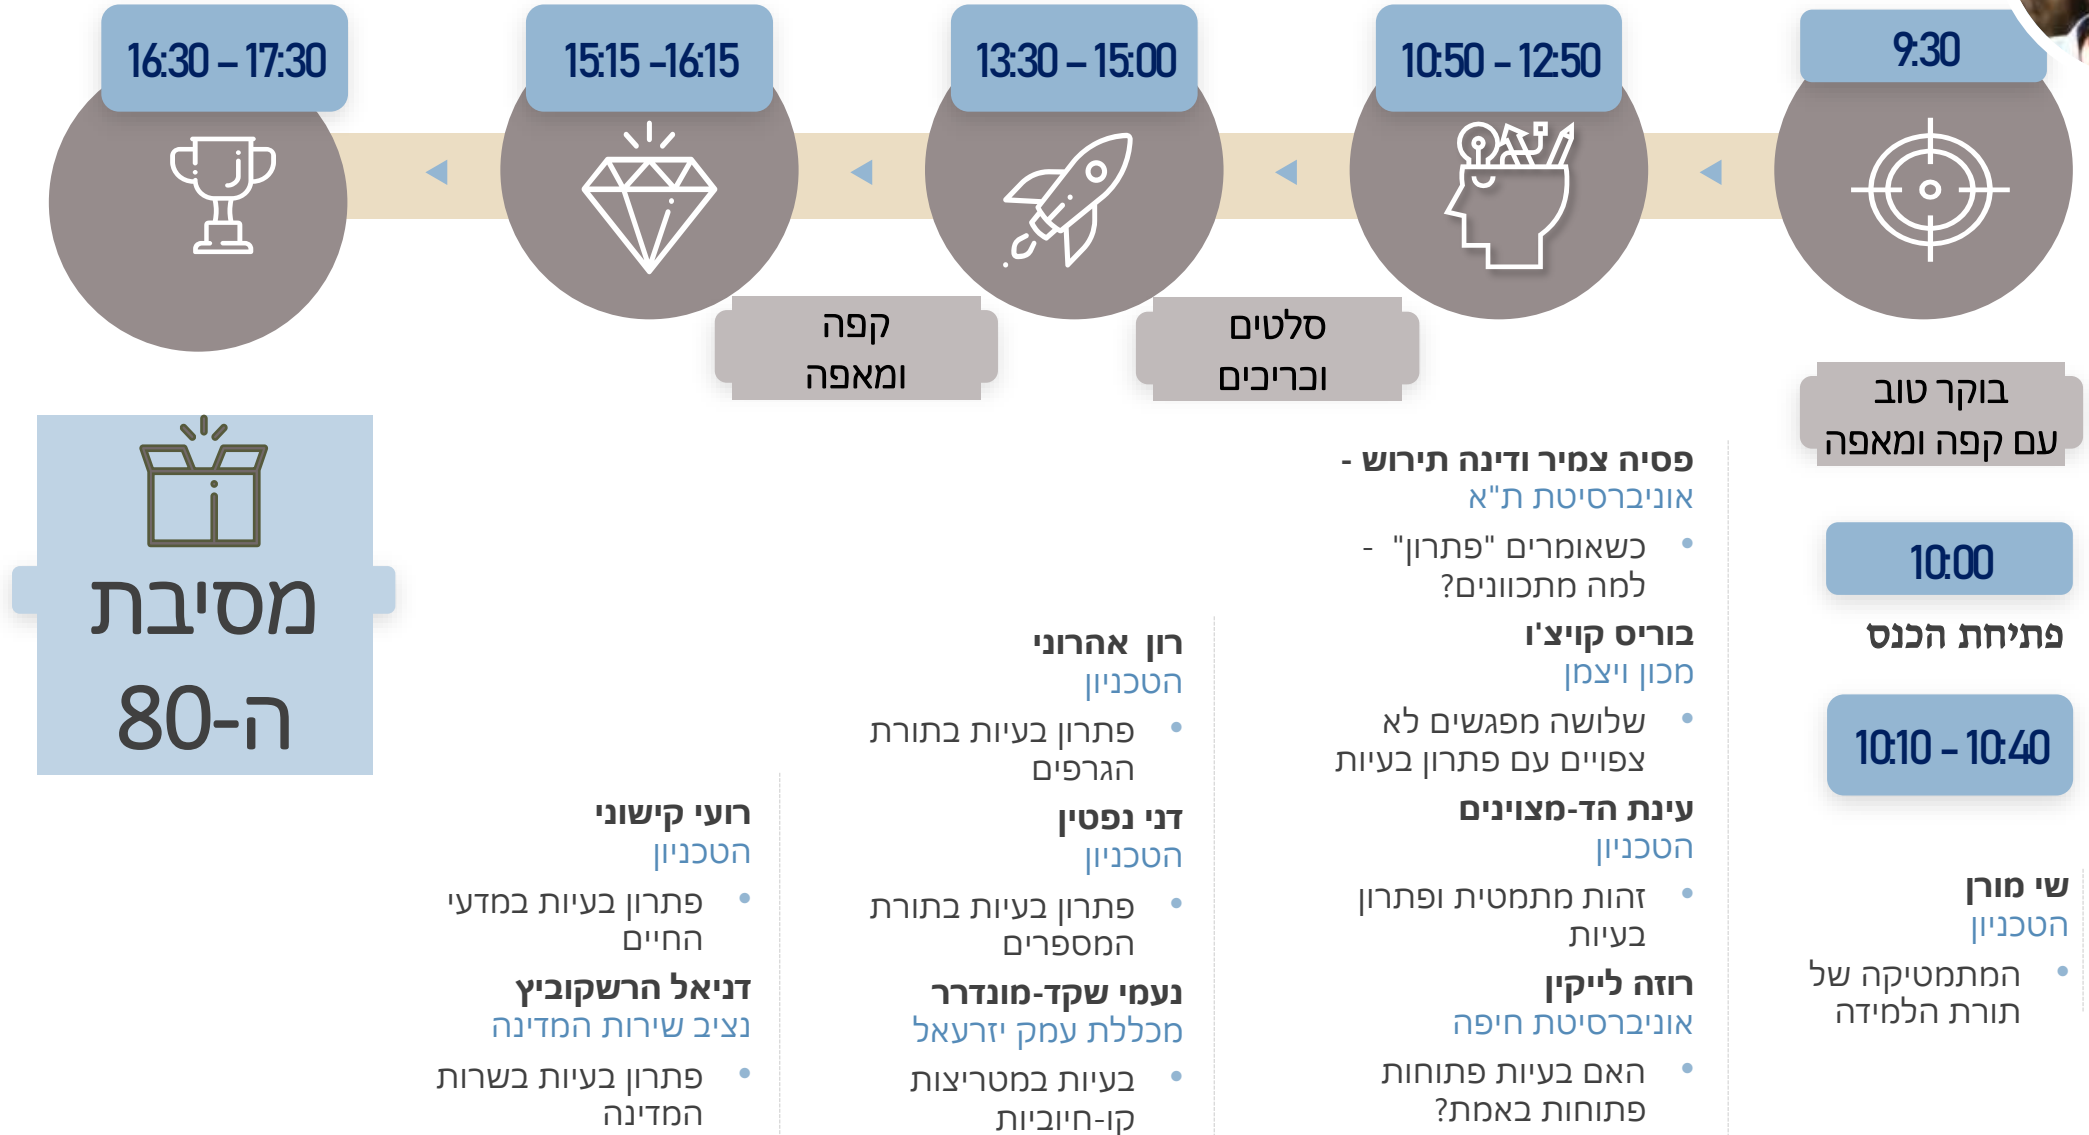 9:30
בוקר טוב
עם קפה ומאפה
10:00
פתיחת הכנס
10:10 – 10:40
שי מורן
הטכניון
• המתמטיקה של
תורת הלמידה
10:50 - 12:50
פסיה צמיר ודינה תירוש -
אוניברסיטת ת"א
• כשאומרים "פתרון" -
למה מתכוונים?
בוריס קויצ'ו
מכון ויצמן
• שלושה מפגשים לא
צפויים עם פתרון בעיות
עינת הד-מצוינים
הטכניון
• זהות מתמטית ופתרון
בעיות
רוזה לייקין
אוניברסיטת חיפה
• האם בעיות פתוחות
פתוחות באמת?
סלטים
וכריכים
13:30 – 15:00
רון אהרוני
הטכניון
• פתרון בעיות בתורת
הגרפים
דני נפטין
הטכניון
• פתרון בעיות בתורת
המספרים
נעמי שקד-מונדרר
מכללת עמק יזרעאל
• בעיות במטריצות
קו-חיוביות
קפה
ומאפה
15:15 -16:15
רועי קישוני
הטכניון
• פתרון בעיות במדעי
החיים
דניאל הרשקוביץ
נציב שירות המדינה
• פתרון בעיות בשרות
המדינה
16:30 – 17:30
מסיבת
ה-80